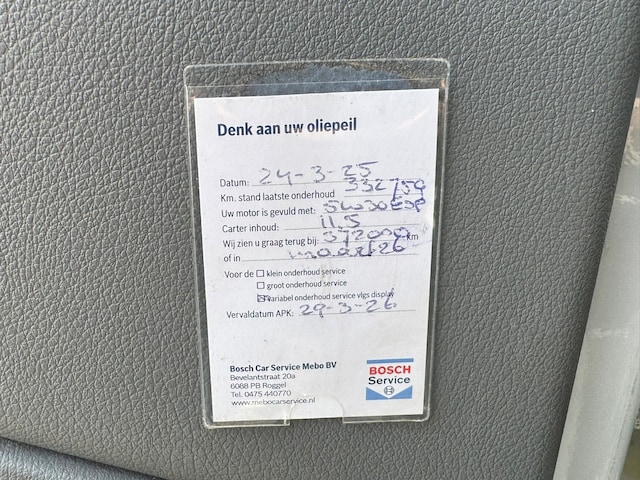 Denk aan uw oliepeil
Datum: 24-3-25
Km. stand laatste onderhoud 332759
Uw motor is gevuld met: 5W30ESP
Carter inhoud: 11.5
Wij zien u graag terug bij: 372000 km
of in maart 26
Voor de klein onderhoud service
groot onderhoud service
variabel onderhoud service vlgs display
Vervaldatum APK: 29-3-26
Bosch Car Service Mebo BV
Bevelantstraat 20a
6088 PB Roggel
Tel. 0475 440770
www.mebocarservice.nl
BOSCH
Service